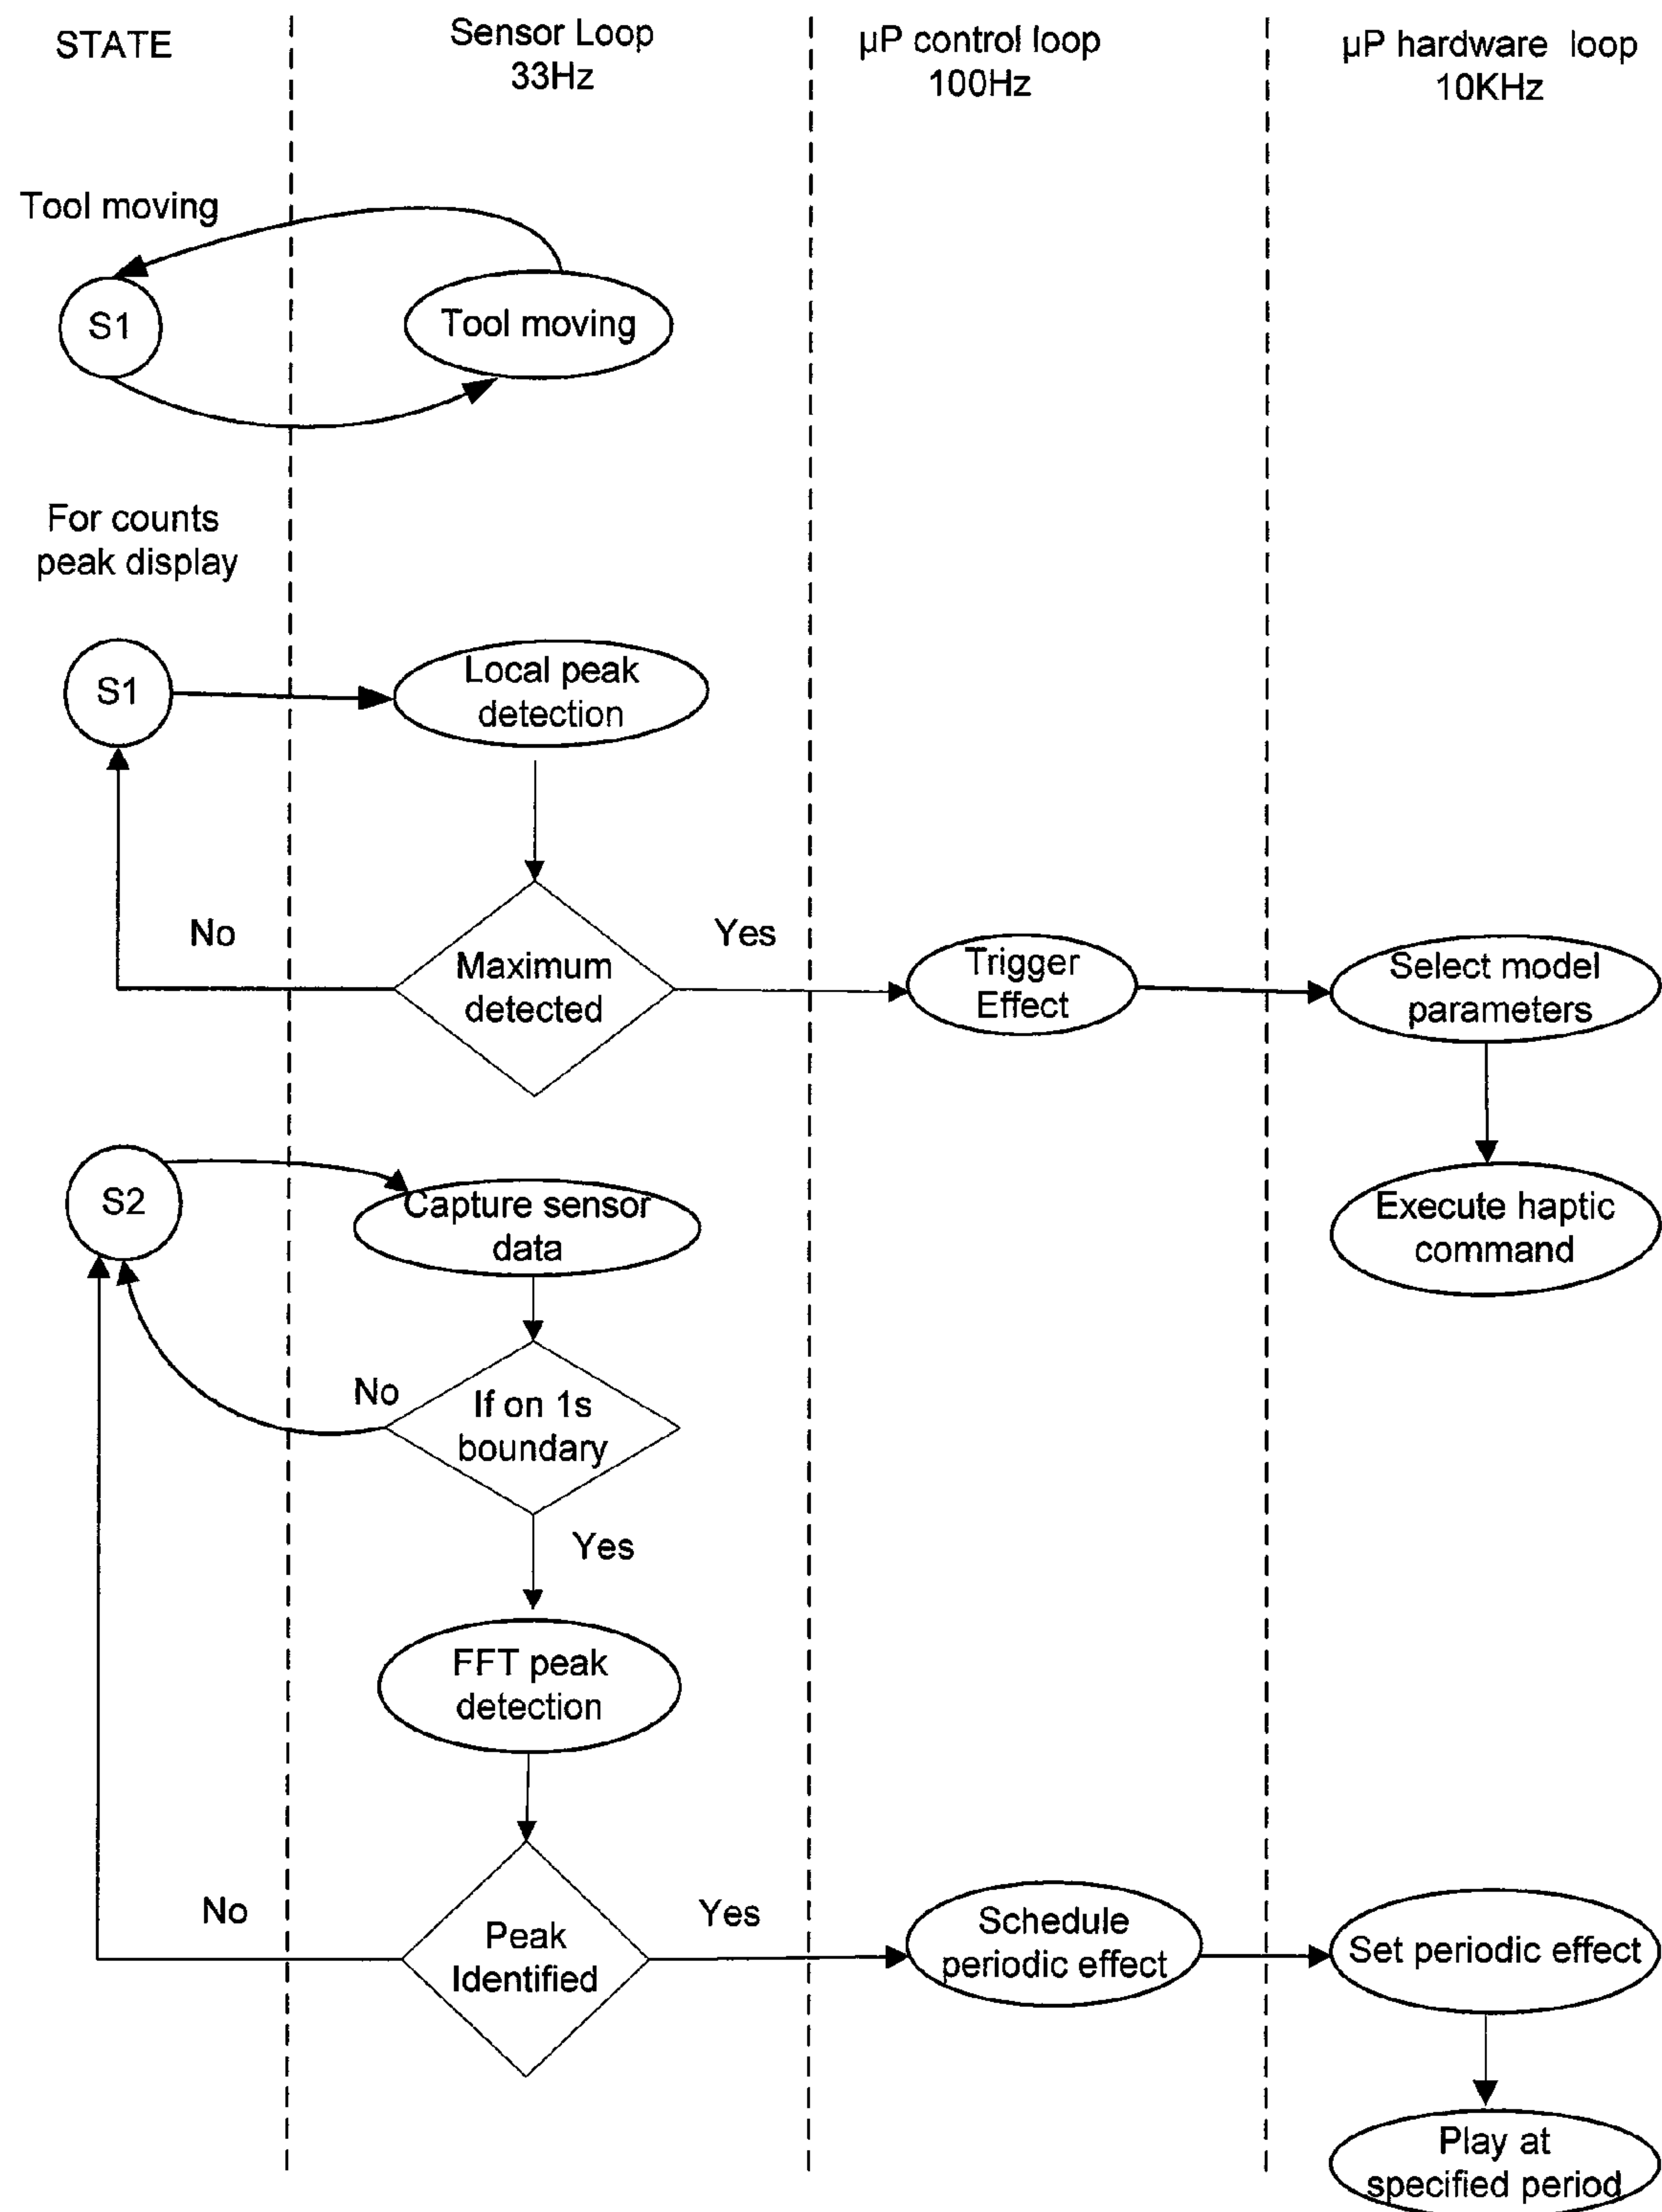 STATE
Sensor Loop
33Hz
µP control loop
100Hz
µP hardware loop
10KHz
Tool moving
S1
Tool moving
For counts
peak display
S1
Local peak
detection
No
Maximum
detected
Yes
Trigger
Effect
Select model
parameters
Execute haptic
command
S2
Capture sensor
data
No
If on 1s
boundary
Yes
FFT peak
detection
No
Peak
Identified
Yes
Schedule
periodic effect
Set periodic effect
Play at
specified period